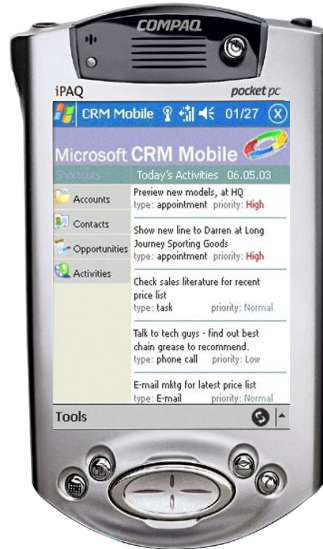 COMPAQ
iPAQ pocket pc
CRM Mobile 01/27
Microsoft CRM Mobile
Shortcuts Today's Activities 06.05.03
Accounts
Contacts
Opportunities
Activities
Preview new models, at HQ
type: appointment priority: High
Show new line to Darren at Long
Journey Sporting Goods
type: appointment priority: High
Check sales literature for recent
price list
type: task priority: Normal
Talk to tech guys - find out best
chain grease to recommend.
type: phone call priority: Low
E-mail mktg for latest price list
type: E-mail priority: Normal
Tools